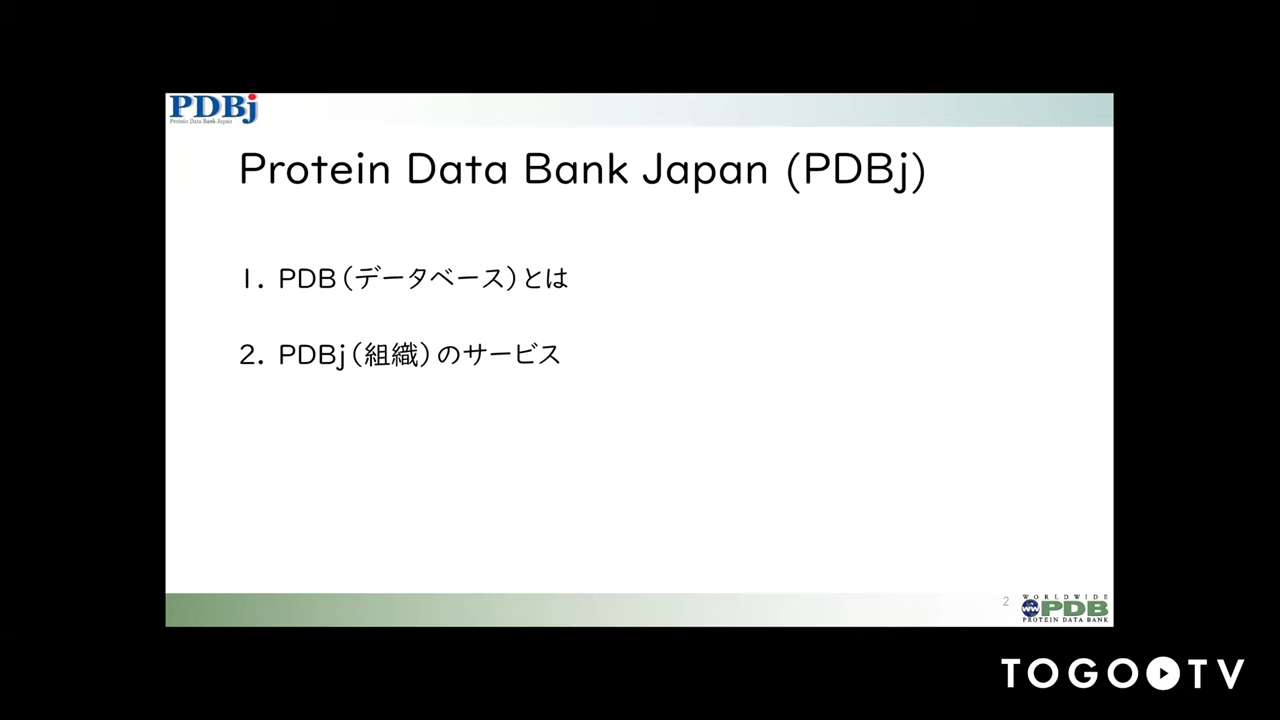 PDBj
Protein Data Bank Japan
Protein Data Bank Japan (PDBj)
1. PDB（データベース）とは
2. PDBj（組織）のサービス
2
WORLDWIDE
PDB
PROTEIN DATA BANK
TOGO TV